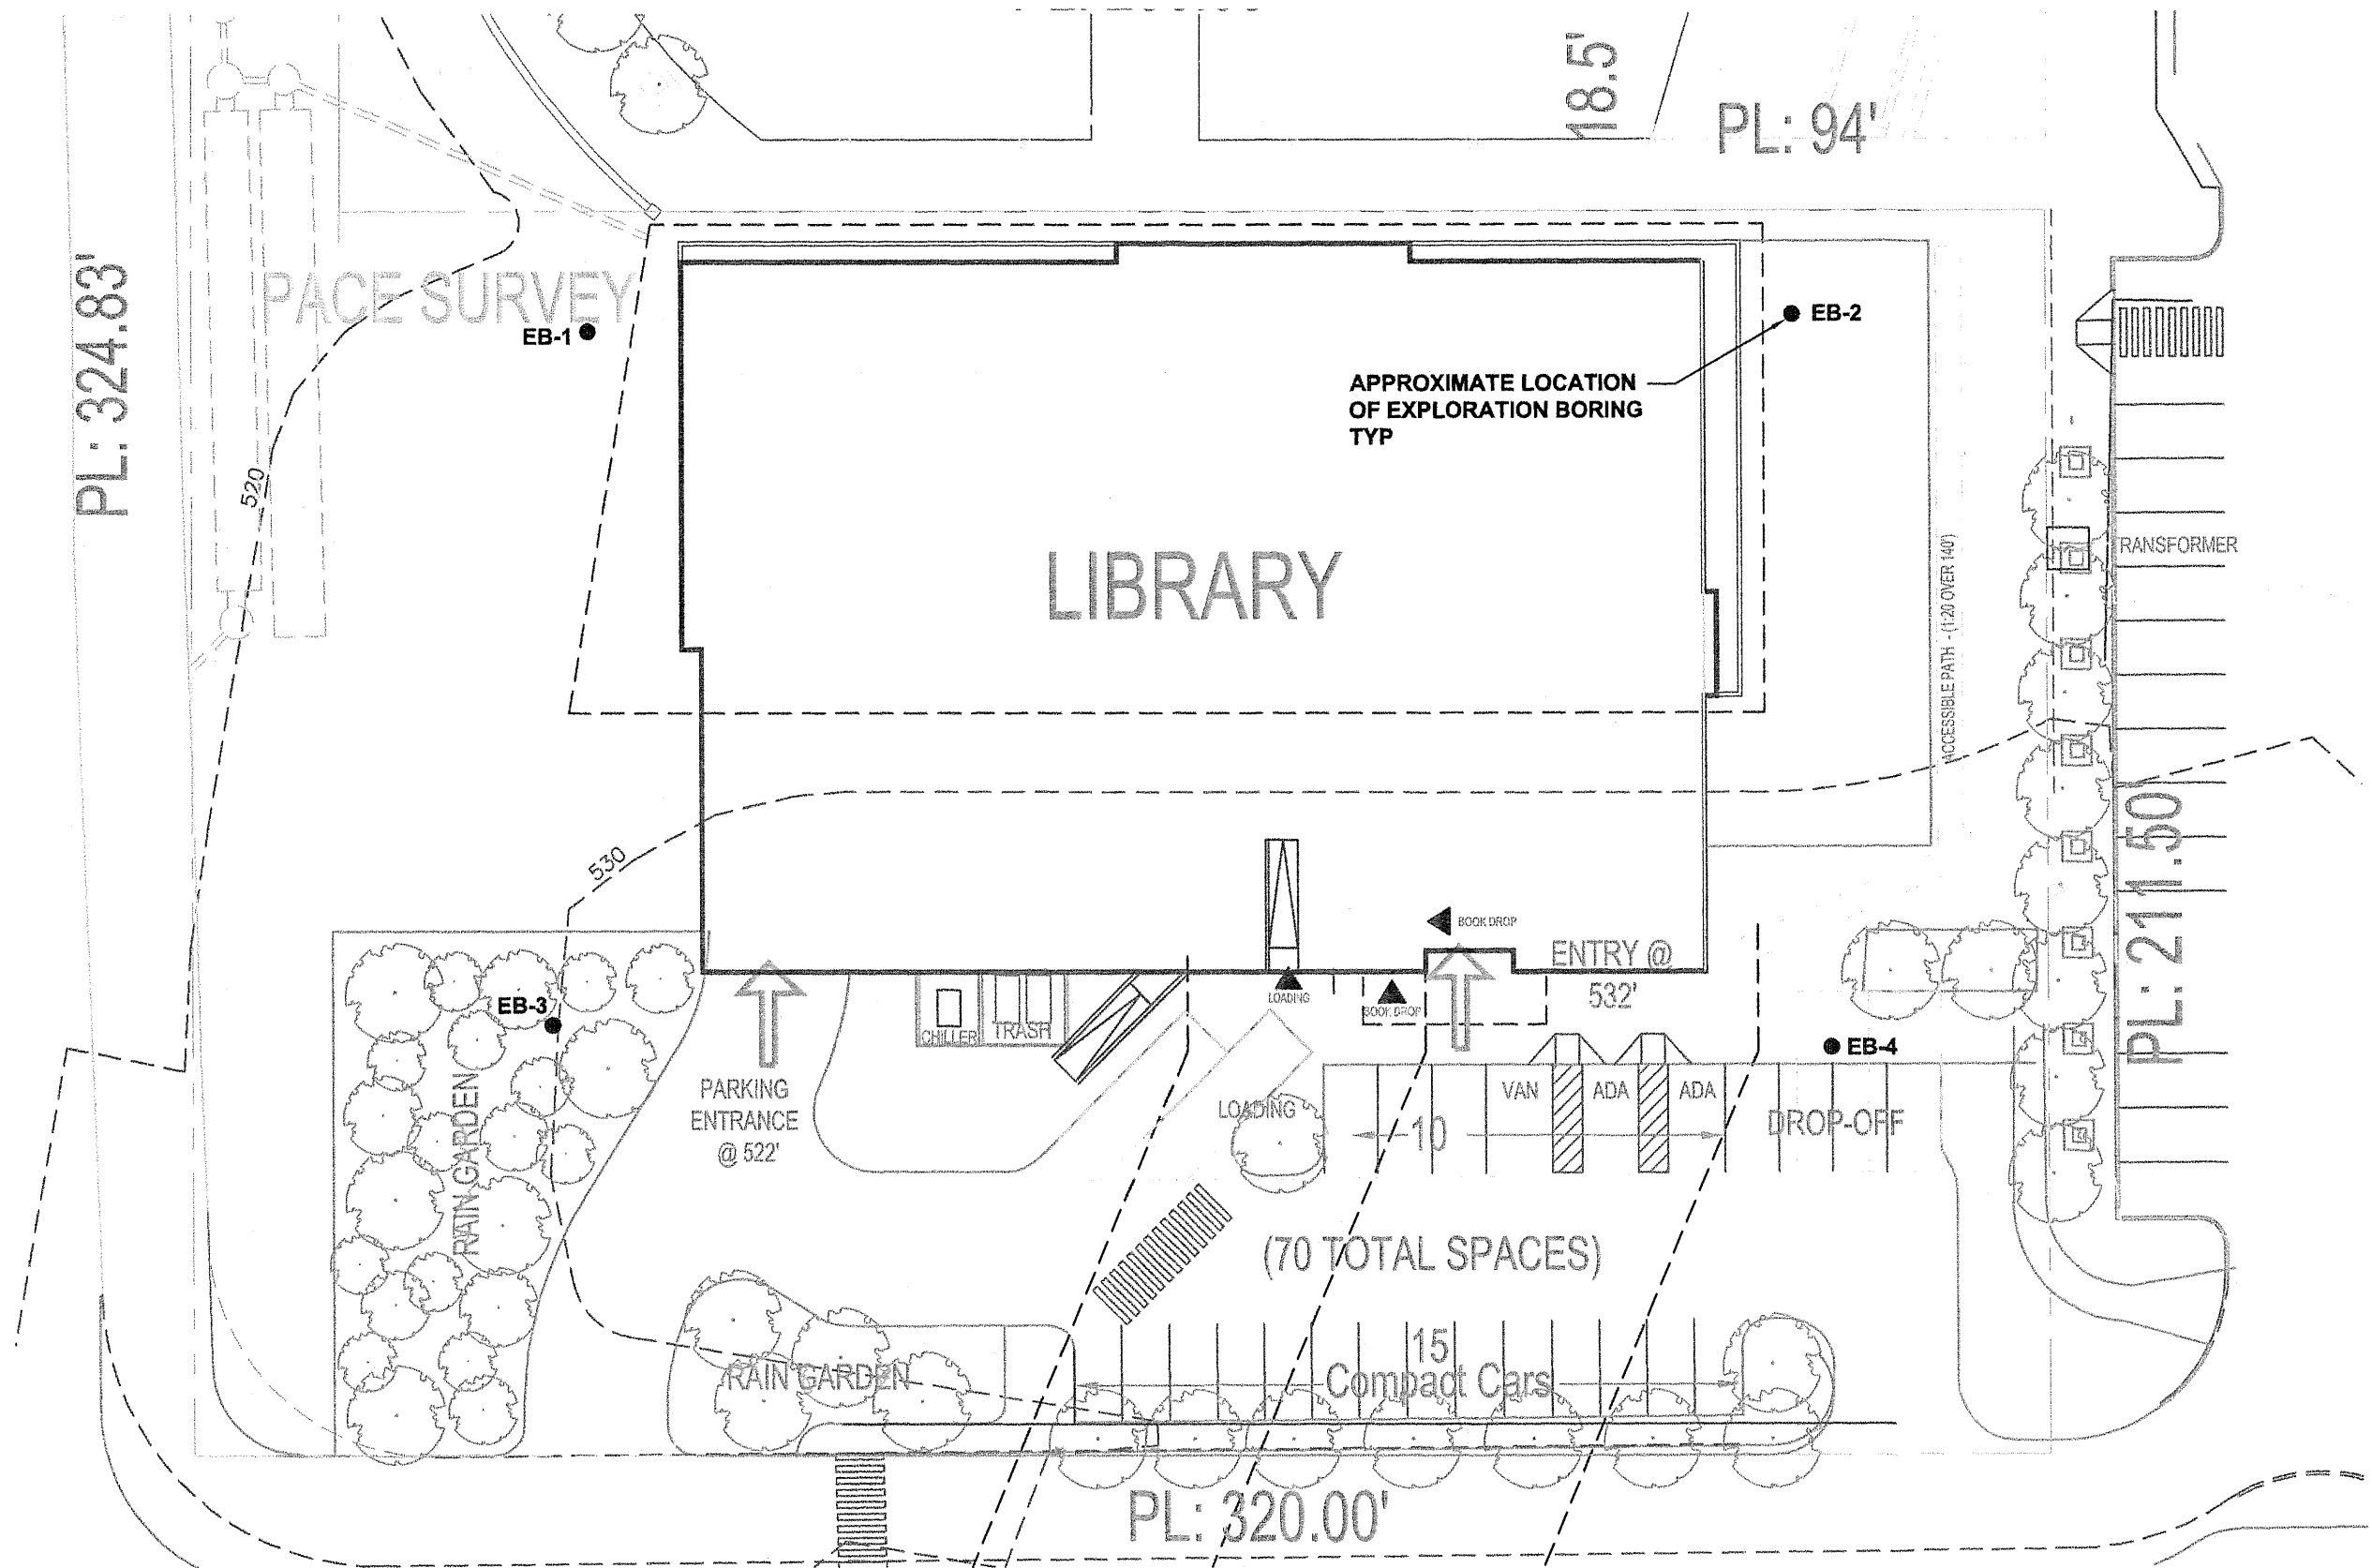 18.5'
PL: 94'
PL: 324.83'
PACE SURVEY
EB-1
EB-2
APPROXIMATE LOCATION
OF EXPLORATION BORING
TYP
520
LIBRARY
RANSFORMER
ACCESSIBLE PATH - (1:20 OVER 140')
530
PL: 211.50'
BOOK DROP
ENTRY @
532'
EB-3
CHILLER
TRASH
LOADING
BOOK DROP
EB-4
PARKING
ENTRANCE
@ 522'
RAIN GARDEN
LOADING
10
VAN
ADA
ADA
DROP-OFF
(70 TOTAL SPACES)
15
Compact Cars
RAIN GARDEN
PL: 320.00'